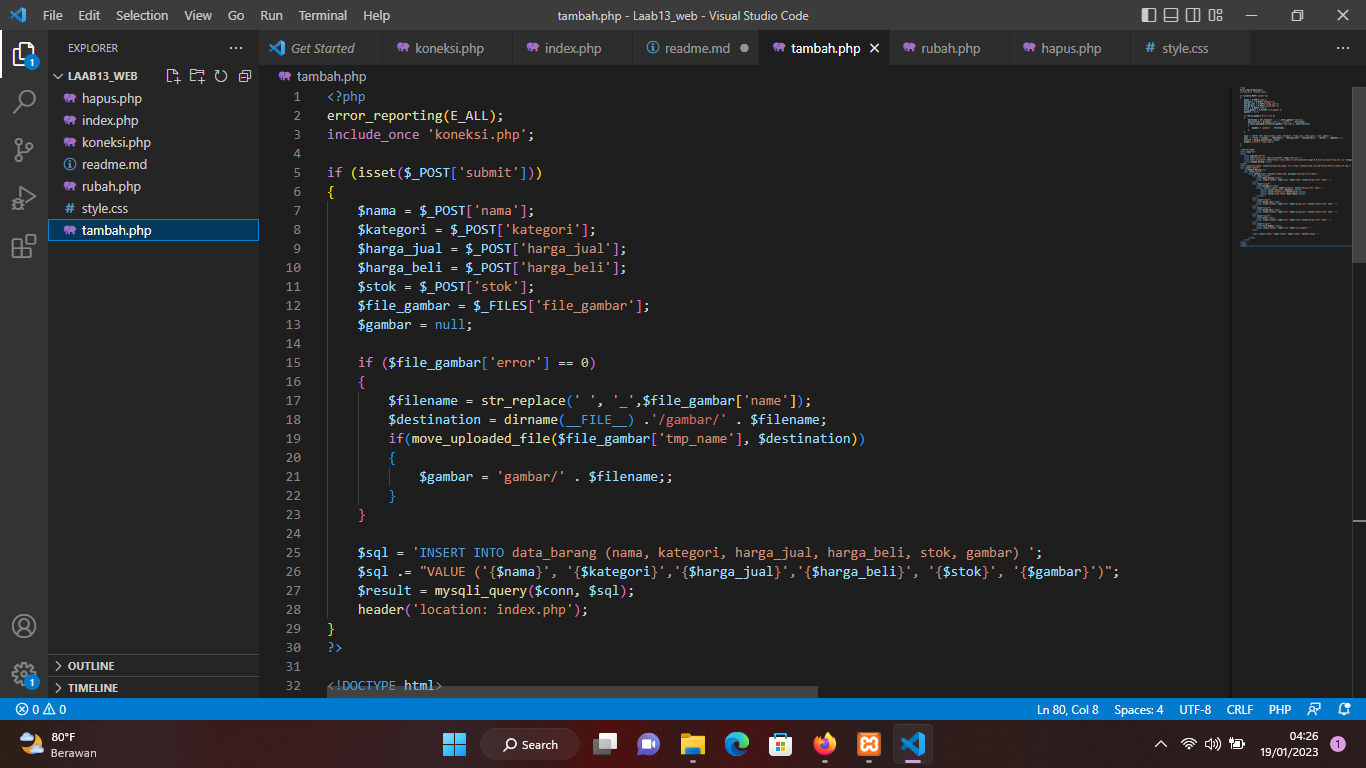 File Edit Selection View Go Run Terminal Help tambah.php - Laab13_web - Visual Studio Code
EXPLORER
Get Started koneksi.php index.php readme.md tambah.php rubah.php hapus.php style.css
LAAB13_WEB
hapus.php
index.php
koneksi.php
readme.md
rubah.php
style.css
tambah.php
OUTLINE
TIMELINE
tambah.php
1 <?php
2 error_reporting(E_ALL);
3 include_once 'koneksi.php';
4
5 if (isset($_POST['submit']))
6 {
7 $nama = $_POST['nama'];
8 $kategori = $_POST['kategori'];
9 $harga_jual = $_POST['harga_jual'];
10 $harga_beli = $_POST['harga_beli'];
11 $stok = $_POST['stok'];
12 $file_gambar = $_FILES['file_gambar'];
13 $gambar = null;
14
15 if ($file_gambar['error'] == 0)
16 {
17 $filename = str_replace(' ', '_',$file_gambar['name']);
18 $destination = dirname(__FILE__) .'/gambar/' . $filename;
19 if(move_uploaded_file($file_gambar['tmp_name'], $destination))
20 {
21 $gambar = 'gambar/' . $filename;;
22 }
23 }
24
25 $sql = 'INSERT INTO data_barang (nama, kategori, harga_jual, harga_beli, stok, gambar) ';
26 $sql .= "VALUE ('{$nama}', '{$kategori}','{$harga_jual}','{$harga_beli}', '{$stok}', '{$gambar}')";
27 $result = mysqli_query($conn, $sql);
28 header('location: index.php');
29 }
30 ?>
31
32 <!DOCTYPE html>
1
1
0 0 Ln 80, Col 8 Spaces: 4 UTF-8 CRLF PHP
80°F
Berawan
Search
04:26
19/01/2023
1